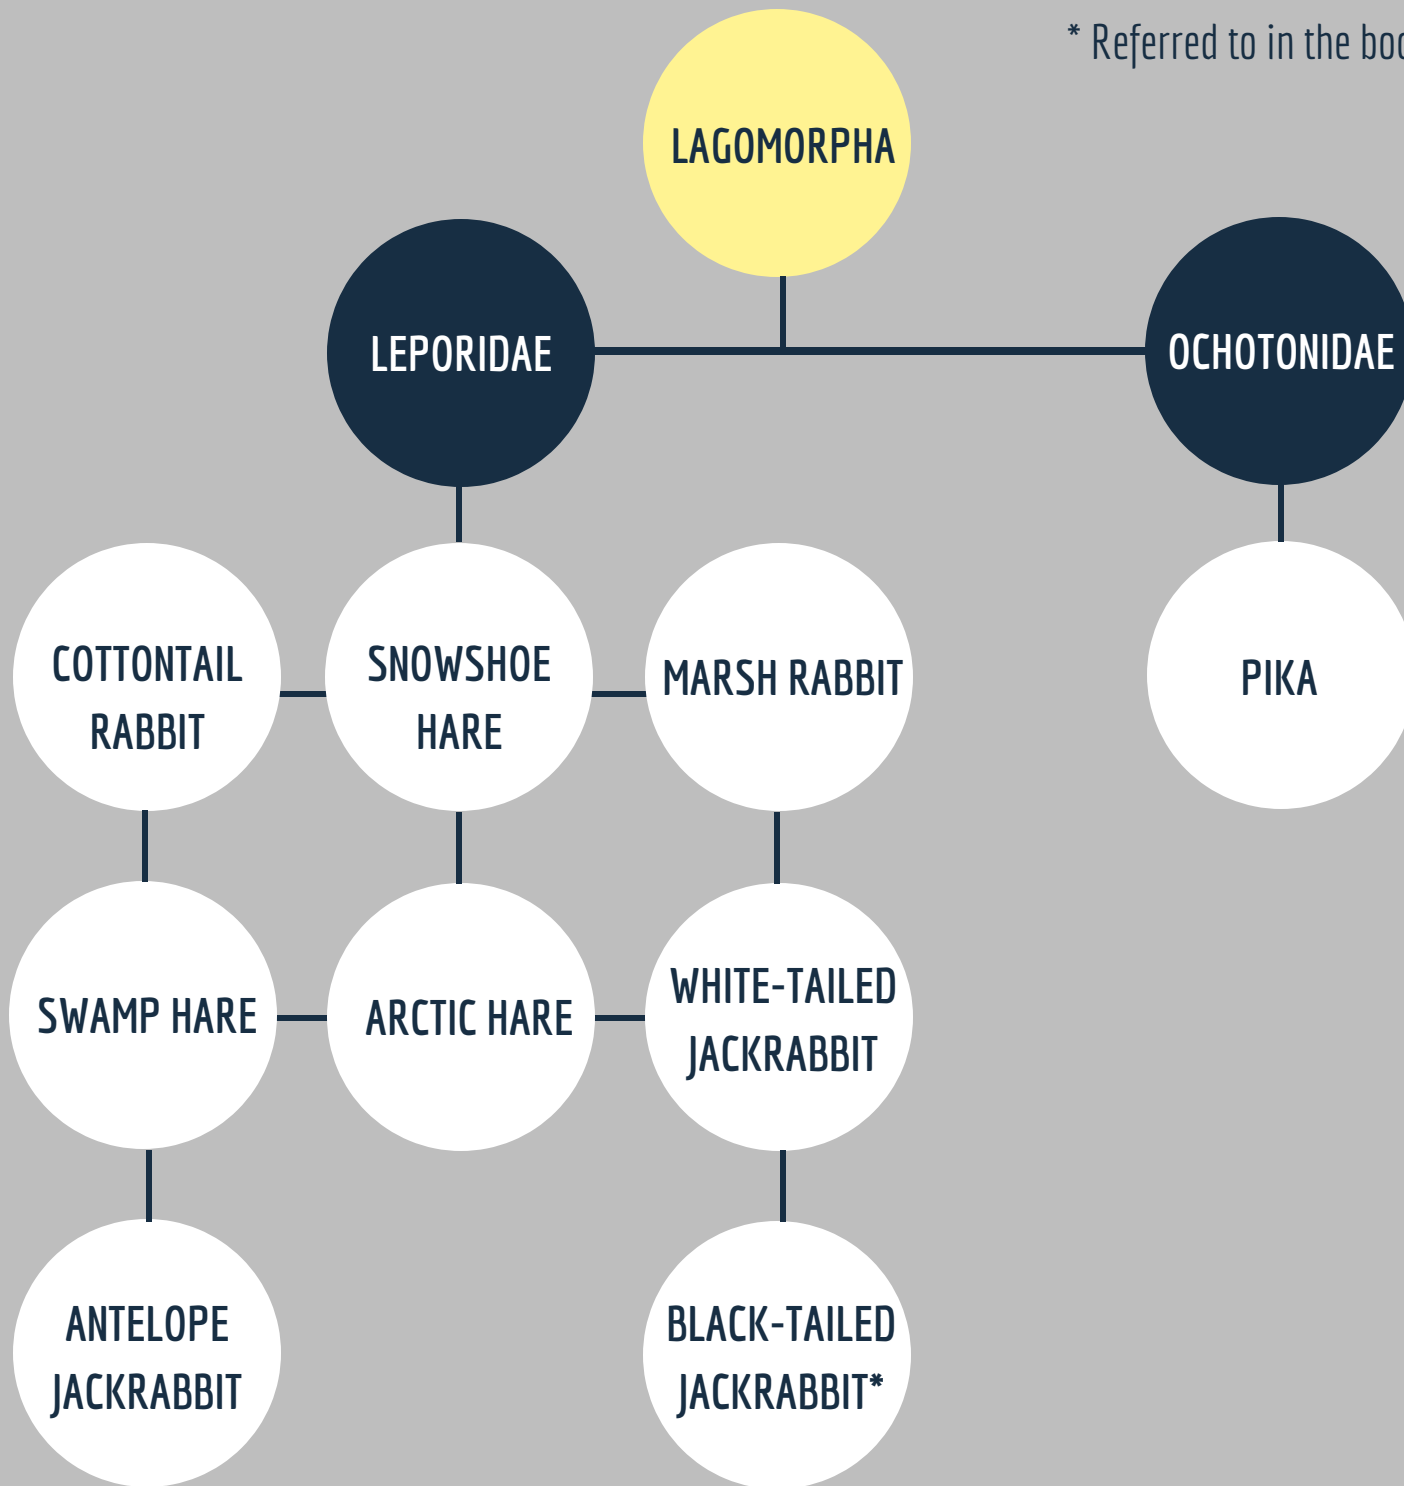 * Referred to in the
LAGOMORPHA
LEPORIDAE
OCHOTONIDAE
COTTONTAIL
RABBIT
SNOWSHOE
HARE
MARSH RABBIT
PIKA
SWAMP HARE
ARCTIC HARE
WHITE-TAILED
JACKRABBIT
ANTELOPE
JACKRABBIT
BLACK-TAILED
JACKRABBIT*